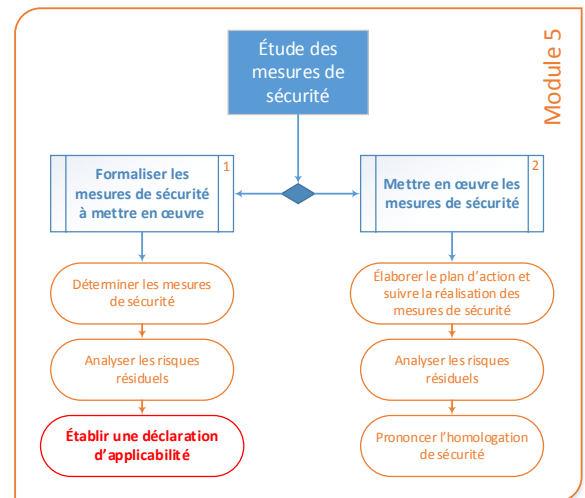 Module 5
Étude des
mesures de
sécurité
1
Formaliser les
mesures de sécurité
à mettre en œuvre
2
Mettre en œuvre les
mesures de sécurité
Déterminer les mesures
de sécurité
Analyser les risques
résiduels
Établir une déclaration
d’applicabilité
Élaborer le plan d’action et
suivre la réalisation des
mesures de sécurité
Analyser les risques
résiduels
Prononcer l’homologation
de sécurité